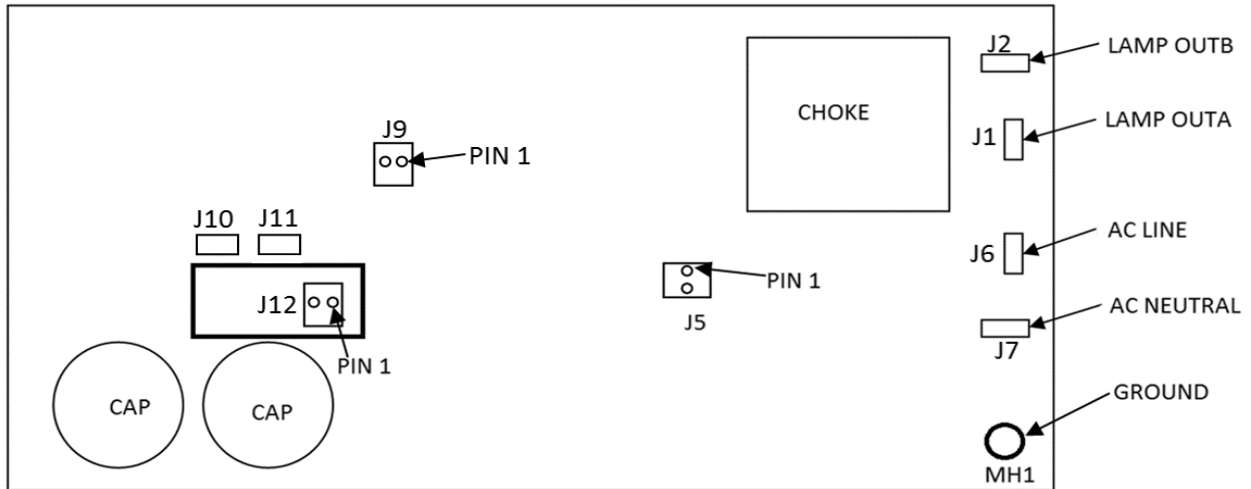 J2
LAMP OUTB
CHOKE
J1
LAMP OUTA
J9
PIN 1
J10
J11
J6
AC LINE
J12
PIN 1
PIN 1
J5
AC NEUTRAL
J7
CAP
CAP
GROUND
MH1